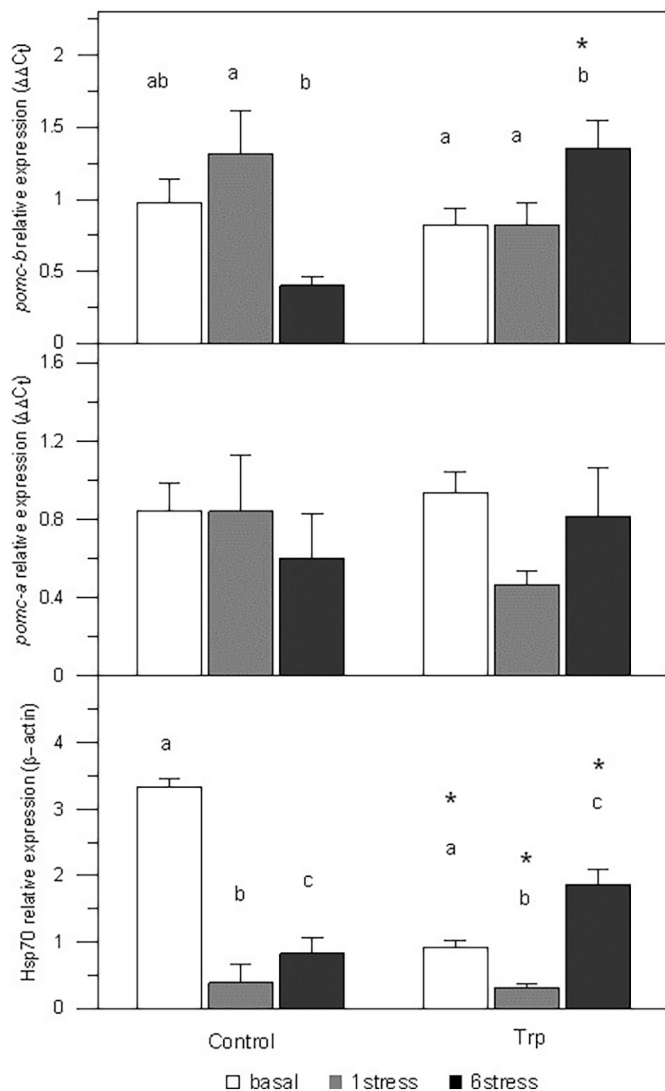 pomc-b relative expression (ΔΔCt)
2
1.5
1
0.5
0
ab
a
b
a
a
*
b
pomc-a relative expression (ΔΔCt)
1.6
1.2
0.8
0.4
0
Hsp70 relative expression (β-actin)
4
3
2
1
0
a
b
c
*
a
*
b
*
c
Control Trp
basal 1stress 6stress